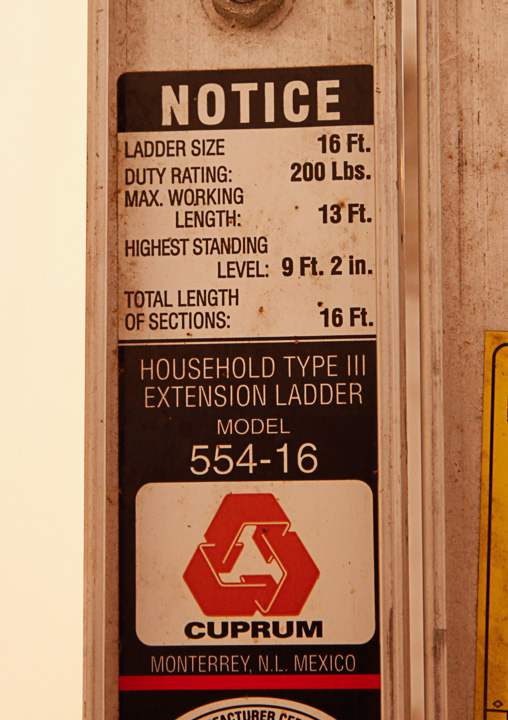 NOTICE
LADDER SIZE 16 Ft.
DUTY RATING: 200 Lbs.
MAX. WORKING
LENGTH: 13 Ft.
HIGHEST STANDING
LEVEL: 9 Ft. 2 in.
TOTAL LENGTH
OF SECTIONS: 16 Ft.
HOUSEHOLD TYPE III
EXTENSION LADDER
MODEL
554-16
CUPRUM
MONTERREY, N.L. MEXICO